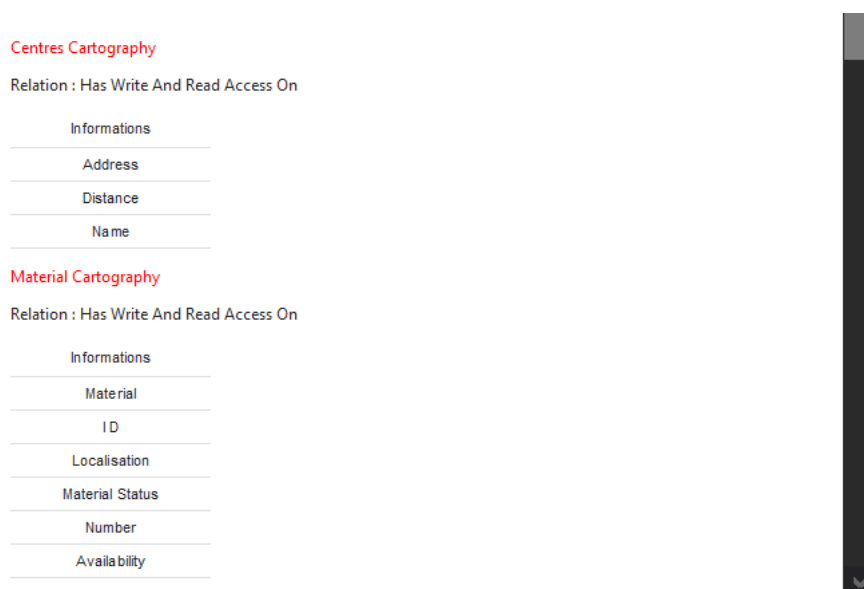 Centres Cartography
Relation : Has Write And Read Access On
Informations
Address
Distance
Name
Material Cartography
Relation : Has Write And Read Access On
Informations
Material
ID
Localisation
Material Status
Number
Availability